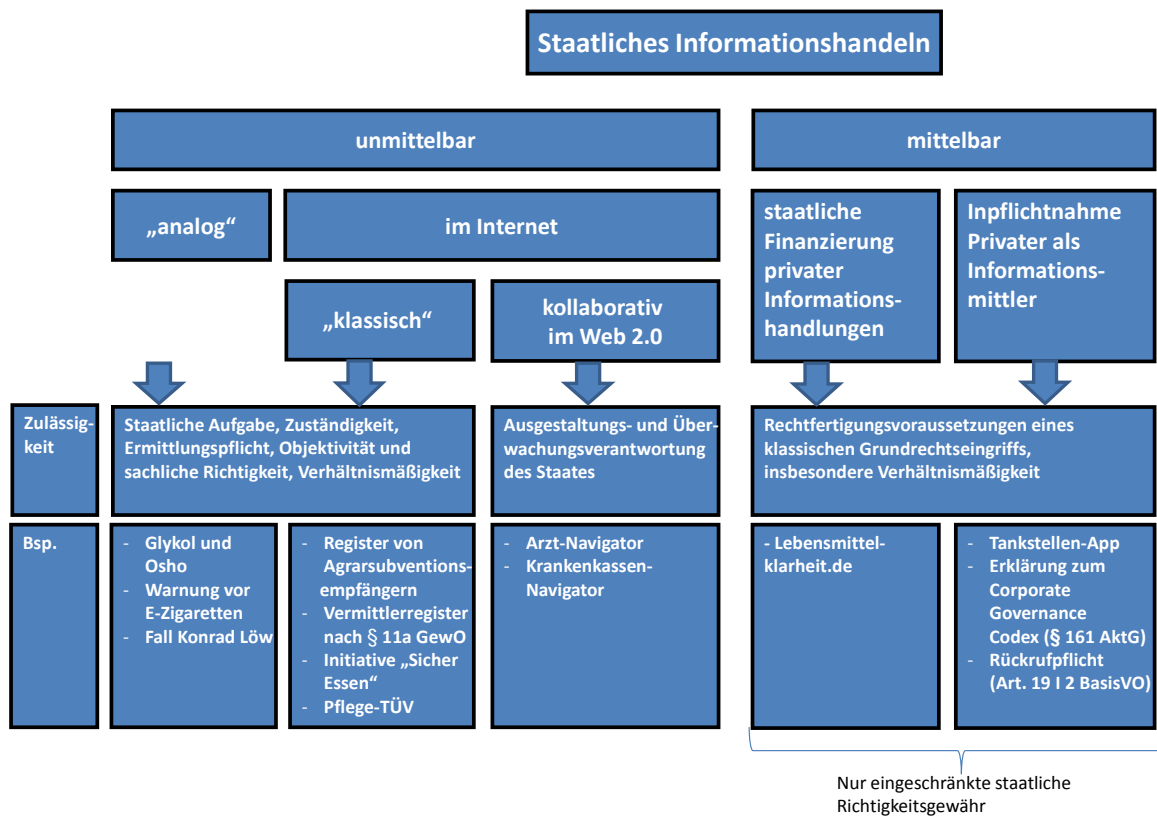 Staatliches Informationshandeln
unmittelbar
mittelbar
„analog“
im Internet
staatliche
Finanzierung
privater
Informations-
handlungen
Inpflichtnahme
Privater als
Informations-
mittler
„klassisch“
kollaborativ
im Web 2.0
Zulässig-
keit
Staatliche Aufgabe, Zuständigkeit,
Ermittlungspflicht, Objektivität und
sachliche Richtigkeit, Verhältnismäßigkeit
Ausgestaltungs- und Über-
wachungsverantwortung
des Staates
Rechtfertigungsvoraussetzungen eines
klassischen Grundrechtseingriffs,
insbesondere Verhältnismäßigkeit
Bsp.
- Glykol und
Osho
- Warnung vor
E-Zigaretten
- Fall Konrad Löw
- Register von
Agrarsubventions-
empfängern
- Vermittlerregister
nach § 11a GewO
- Initiative „Sicher
Essen“
- Pflege-TÜV
- Arzt-Navigator
- Krankenkassen-
Navigator
- Lebensmittel-
klarheit.de
- Tankstellen-App
- Erklärung zum
Corporate
Governance
Codex (§ 161 AktG)
- Rückrufpflicht
(Art. 19 I 2 BasisVO)
Nur eingeschränkte staatliche
Richtigkeitsgewähr